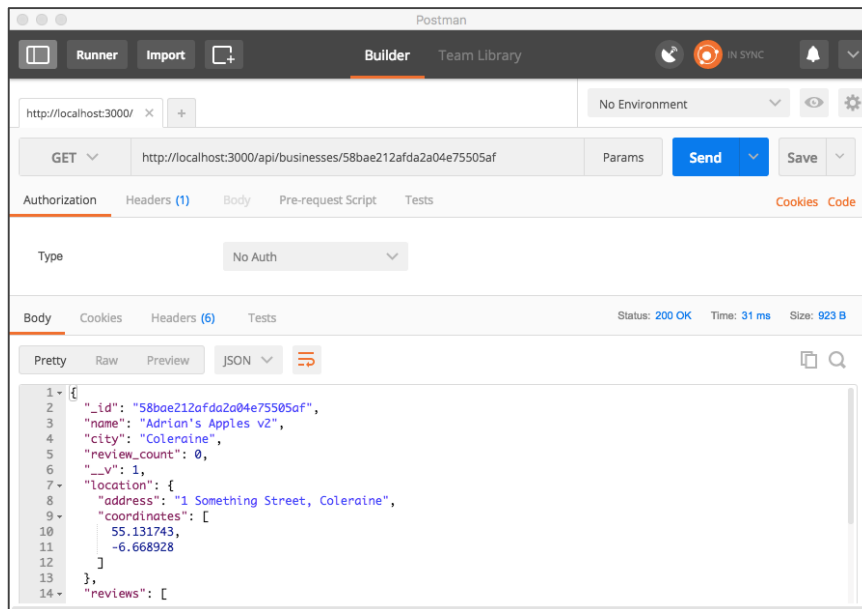 Postman
Runner Import Builder Team Library IN SYNC
http://localhost:3000/ No Environment
GET http://localhost:3000/api/businesses/58bae212afda2a04e75505af Params Send Save
Authorization Headers (1) Body Pre-request Script Tests Cookies Code
Type No Auth
Body Cookies Headers (6) Tests Status: 200 OK Time: 31 ms Size: 923 B
Pretty Raw Preview JSON
1 {
2 "_id": "58bae212afda2a04e75505af",
3 "name": "Adrian's Apples v2",
4 "city": "Coleraine",
5 "review_count": 0,
6 "__v": 1,
7 "location": {
8 "address": "1 Something Street, Coleraine",
9 "coordinates": [
10 55.131743,
11 -6.668928
12 ]
13 },
14 "reviews": [